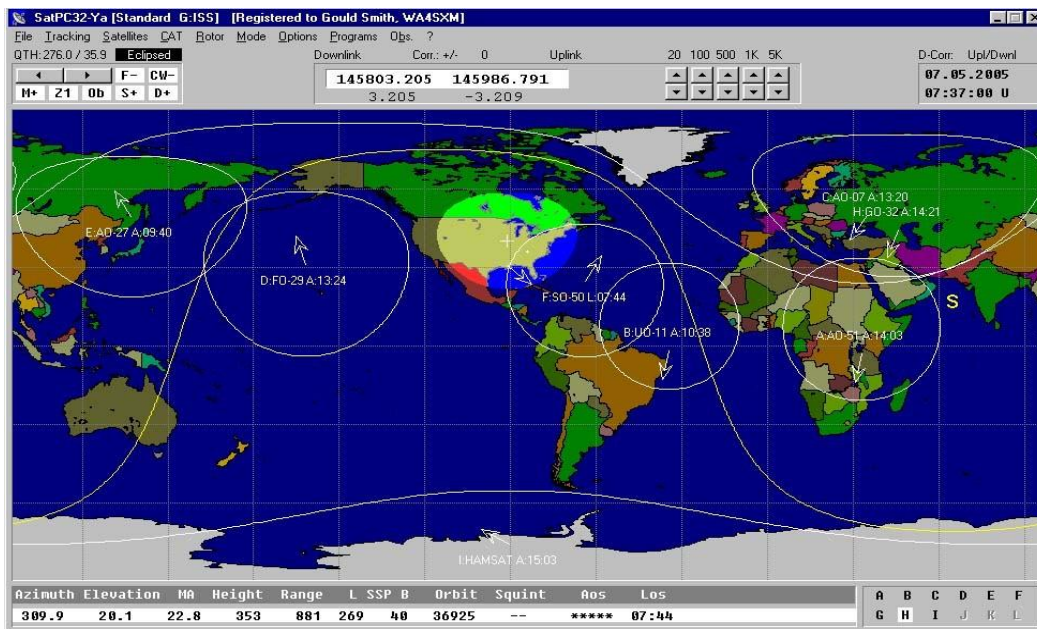 SatPC32-Ya [Standard G:ISS] [Registered to Gould Smith, WA4SXM]
File Tracking Satellites CAT Rotor Mode Options Programs Obs. ?
QTH:276.0 / 35.9 Eclipsed Downlink Corr.: +/- 0 Uplink 20 100 500 1K 5K D-Corr: Upl/Dwnl
F- CW- 145803.205 145986.791 07.05.2005
M+ Z1 Ob S+ D+ 3.205 -3.209 07:37:00 U
C:AO-07 A:13:20
H:GO-32 A:14:21
E:AO-27 A:09:40
D:FO-29 A:13:24
F:SO-50 L:07:44
S
B:UO-11 A:10:38
A:AO-51 A:14:03
I:HAMSAT A:15:03
Azimuth Elevation MA Height Range L SSP B Orbit Squint Aos Los A B C D E F
309.9 20.1 22.8 353 881 269 40 36925 -- ***** 07:44 G H I J K L